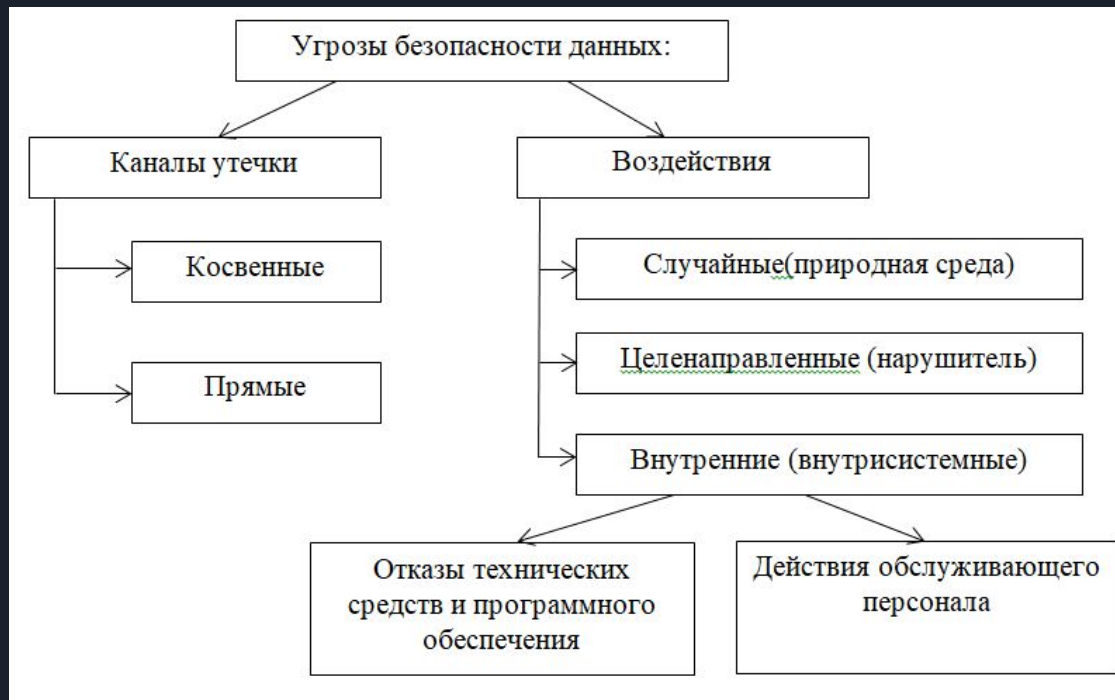 Угрозы безопасности данных:
Каналы утечки
Воздействия
Косвенные
Прямые
Случайные(природная среда)
Целенаправленные (нарушитель)
Внутренние (внутрисистемные)
Отказы технических
средств и программного
обеспечения
Действия обслуживающего
персонала